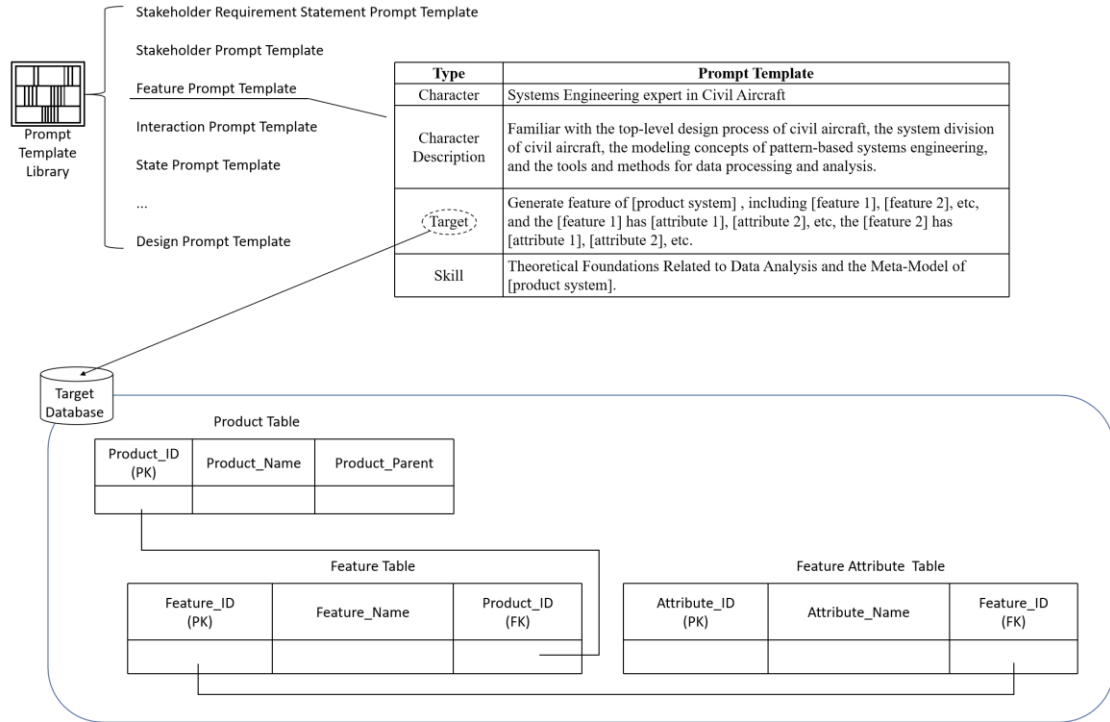 Stakeholder Requirement Statement Prompt Template
Stakeholder Prompt Template
Feature Prompt Template
Interaction Prompt Template
State Prompt Template
...
Design Prompt Template
Prompt
Template
Library
Type
Prompt Template
Character
Systems Engineering expert in Civil Aircraft
Character
Description
Familiar with the top-level design process of civil aircraft, the system division
of civil aircraft, the modeling concepts of pattern-based systems engineering,
and the tools and methods for data processing and analysis.
Target
Generate feature of [product system] , including [feature 1], [feature 2], etc,
and the [feature 1] has [attribute 1], [attribute 2], etc, the [feature 2] has
[attribute 1], [attribute 2], etc.
Skill
Theoretical Foundations Related to Data Analysis and the Meta-Model of
[product system].
Target
Database
Product Table
Product_ID
(PK)
Product_Name
Product_Parent
Feature Table
Feature_ID
(PK)
Feature_Name
Product_ID
(FK)
Feature Attribute Table
Attribute_ID
(PK)
Attribute_Name
Feature_ID
(FK)